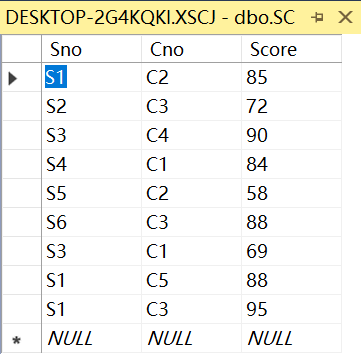 DESKTOP-2G4KQKI.XSCJ - dbo.SC
Sno Cno Score
S1 C2 85
S2 C3 72
S3 C4 90
S4 C1 84
S5 C2 58
S6 C3 88
S3 C1 69
S1 C5 88
S1 C3 95
NULL NULL NULL